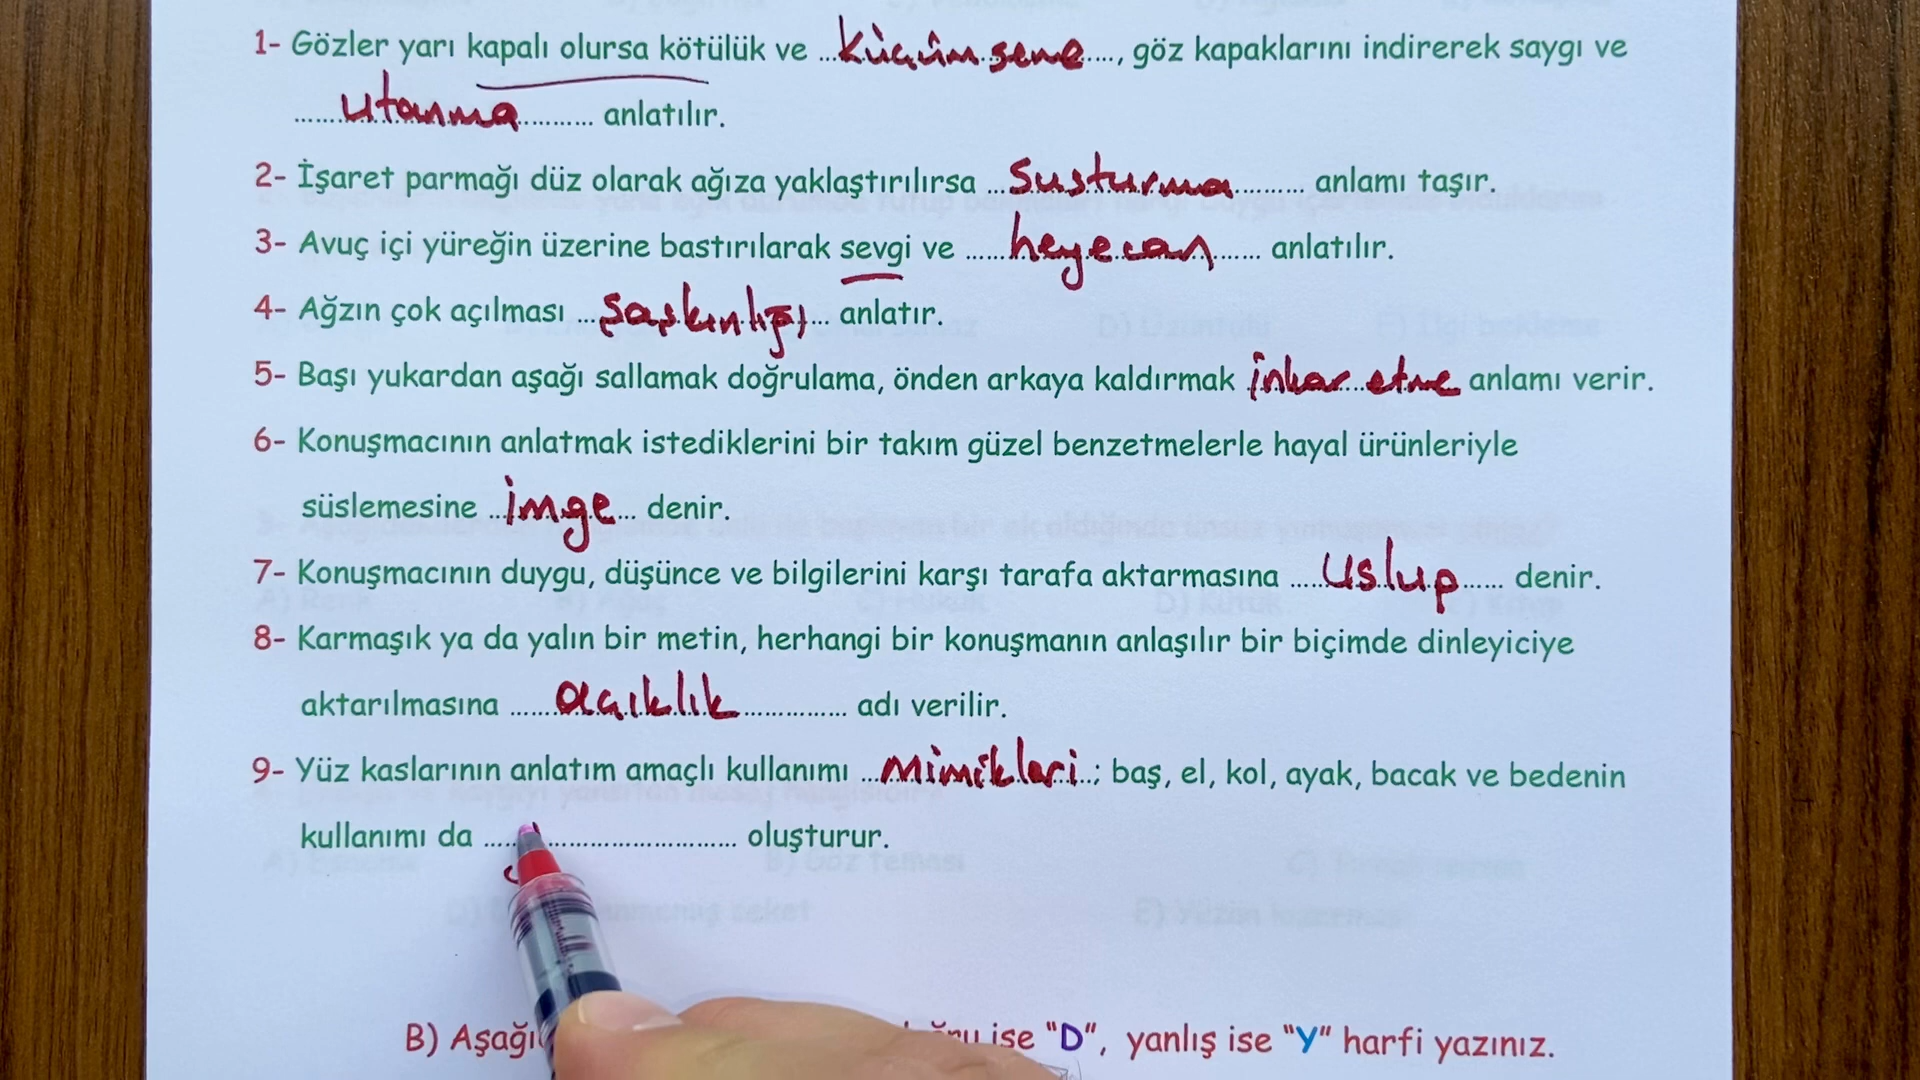 1- Gözler yarı kapalı olursa kötülük ve ...küçümseme..., göz kapaklarını indirerek saygı ve
......utanma............ anlatılır.
2- İşaret parmağı düz olarak ağıza yaklaştırılırsa ...susturma.......... anlamı taşır.
3- Avuç içi yüreğin üzerine bastırılarak sevgi ve ......heyecan...... anlatılır.
4- Ağzın çok açılması ...şaşkınlığı... anlatır.
5- Başı yukardan aşağı sallamak doğrulama, önden arkaya kaldırmak inkar etme anlamı verir.
6- Konuşmacının anlatmak istediklerini bir takım güzel benzetmelerle hayal ürünleriyle
süslemesine ...imge... denir.
7- Konuşmacının duygu, düşünce ve bilgilerini karşı tarafa aktarmasına ......uslup...... denir.
8- Karmaşık ya da yalın bir metin, herhangi bir konuşmanın anlaşılır bir biçimde dinleyiciye
aktarılmasına ......açıklık............... adı verilir.
9- Yüz kaslarının anlatım amaçlı kullanımı ...mimikleri..; baş, el, kol, ayak, bacak ve bedenin
kullanımı da ................................. oluşturur.
B) ise "D", yanlış ise "Y" harfi yazınız.